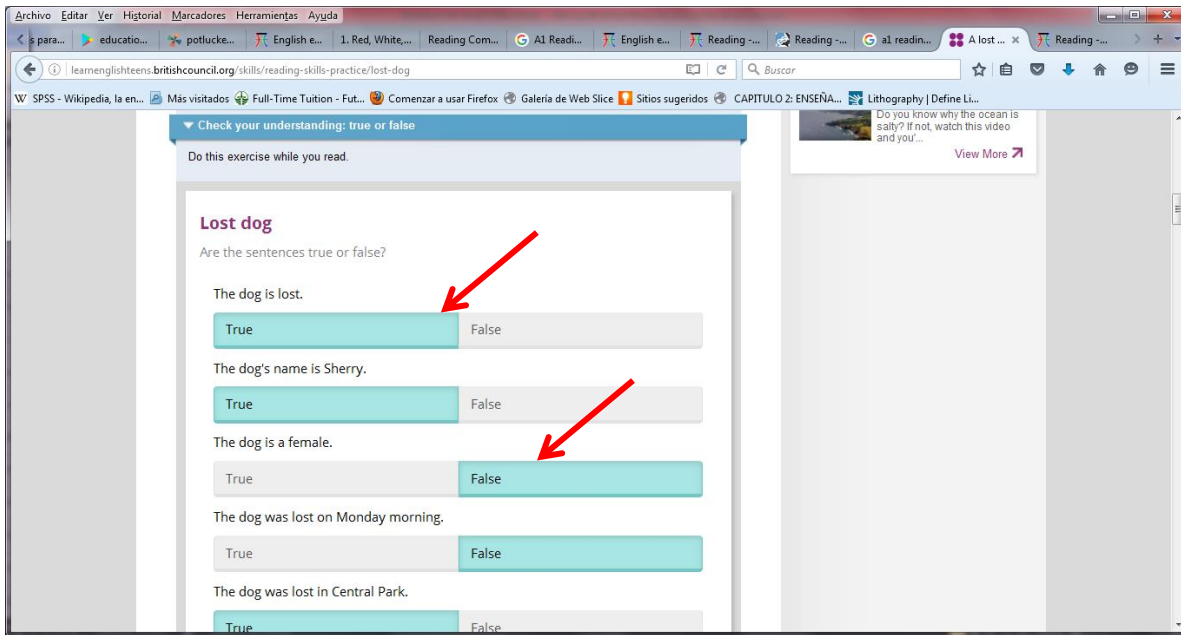 Archivo Editar Ver Historial Marcadores Herramientas Ayuda
s para... educatio... potlucke... English e... 1. Red, White,... Reading Com... A1 Readi... English e... Reading -... Reading -... a1 readin... A lost ... Reading -...
learnenglishteens.britishcouncil.org/skills/reading-skills-practice/lost-dog Buscar
SPSS - Wikipedia, la en... Más visitados Full-Time Tuition - Fut... Comenzar a usar Firefox Galería de Web Slice Sitios sugeridos CAPITULO 2: ENSEÑA... Lithography | Define Li...
Check your understanding: true or false
Do this exercise while you read.
Do you know why the ocean is
salty? If not, watch this video
and you'...
View More
Lost dog
Are the sentences true or false?
The dog is lost.
True False
The dog's name is Sherry.
True False
The dog is a female.
True False
The dog was lost on Monday morning.
True False
The dog was lost in Central Park.
True False